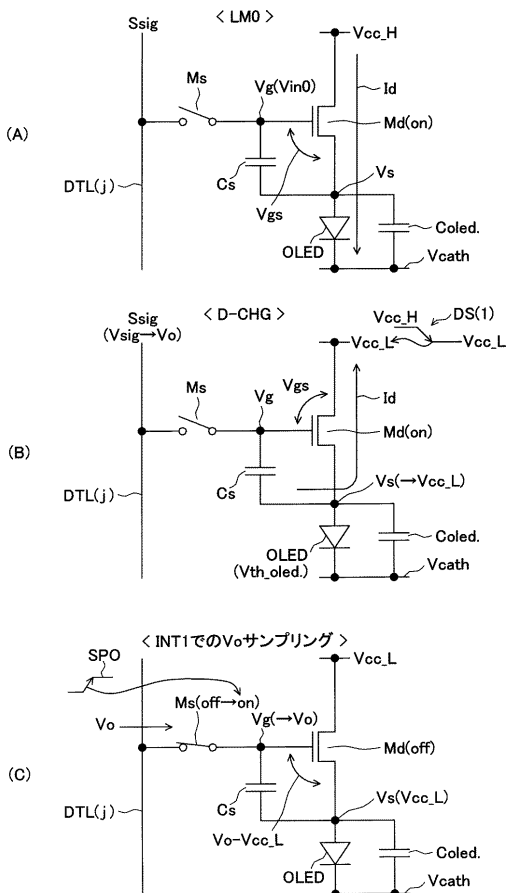 (A)
< LM0 >
Ssig
Vcc_H
Ms
Vg(Vin0)
Id
Md(on)
DTL(j)
Cs
Vgs
Vs
OLED
Coled.
Vcath
(B)
Ssig
(Vsig→Vo)
< D-CHG >
Vcc_H
DS(1)
Vcc_L
Vcc_L
Ms
Vg
Vgs
Id
Md(on)
DTL(j)
Cs
Vs(→Vcc_L)
OLED
(Vth_oled.)
Coled.
Vcath
(C)
< INT1でのVoサンプリング >
SPO
Vcc_L
Ms(off→on)
Vo
Vg(→Vo)
Md(off)
DTL(j)
Cs
Vo-Vcc_L
Vs(Vcc_L)
OLED
Coled.
Vcath